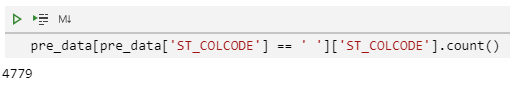 M↓
pre_data[pre_data['ST_COLCODE'] == ' ']['ST_COLCODE'].count()
4779